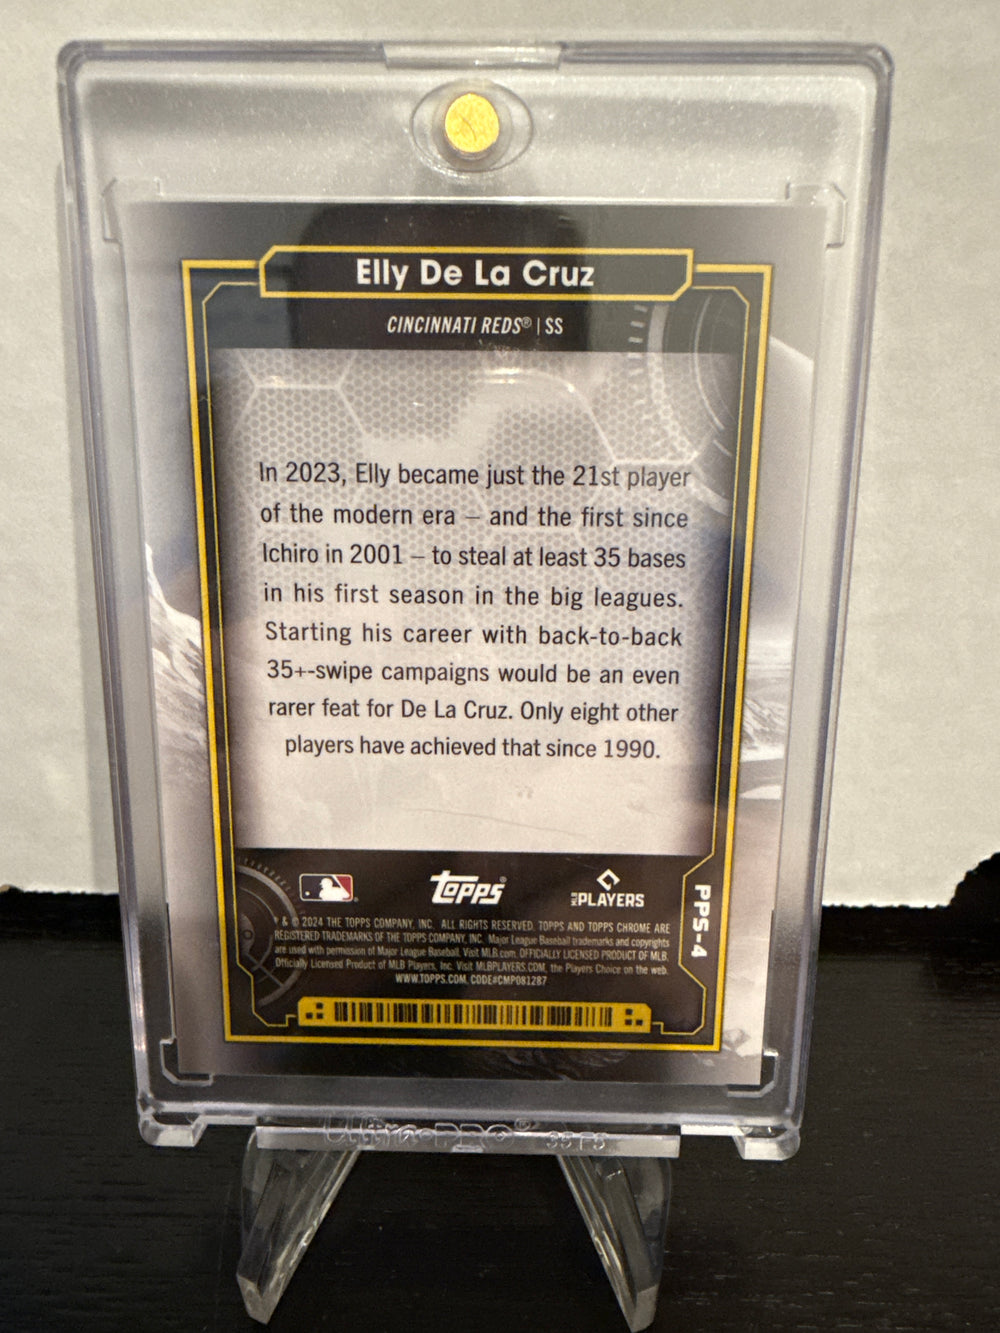 Elly De La Cruz
CINCINNATI REDS® | SS
In 2023, Elly became just the 21st player
of the modern era – and the first since
Ichiro in 2001 – to steal at least 35 bases
in his first season in the big leagues.
Starting his career with back-to-back
35+-swipe campaigns would be an even
rarer feat for De La Cruz. Only eight other
players have achieved that since 1990.
topps®
MLB PLAYERS
PPS-4
® & © 2024 THE TOPPS COMPANY, INC. ALL RIGHTS RESERVED. TOPPS AND TOPPS CHROME ARE
REGISTERED TRADEMARKS OF THE TOPPS COMPANY, INC. Major League Baseball trademarks and copyrights
are used with permission of Major League Baseball. Visit MLB.com. OFFICIALLY LICENSED PRODUCT OF MLB
Officially Licensed Product of MLB Players, Inc. Visit MLBPLAYERS.COM, the Players Choice on the web.
WWW.TOPPS.COM. CODE#CMP081287
Ultra•PRO® 35 PS